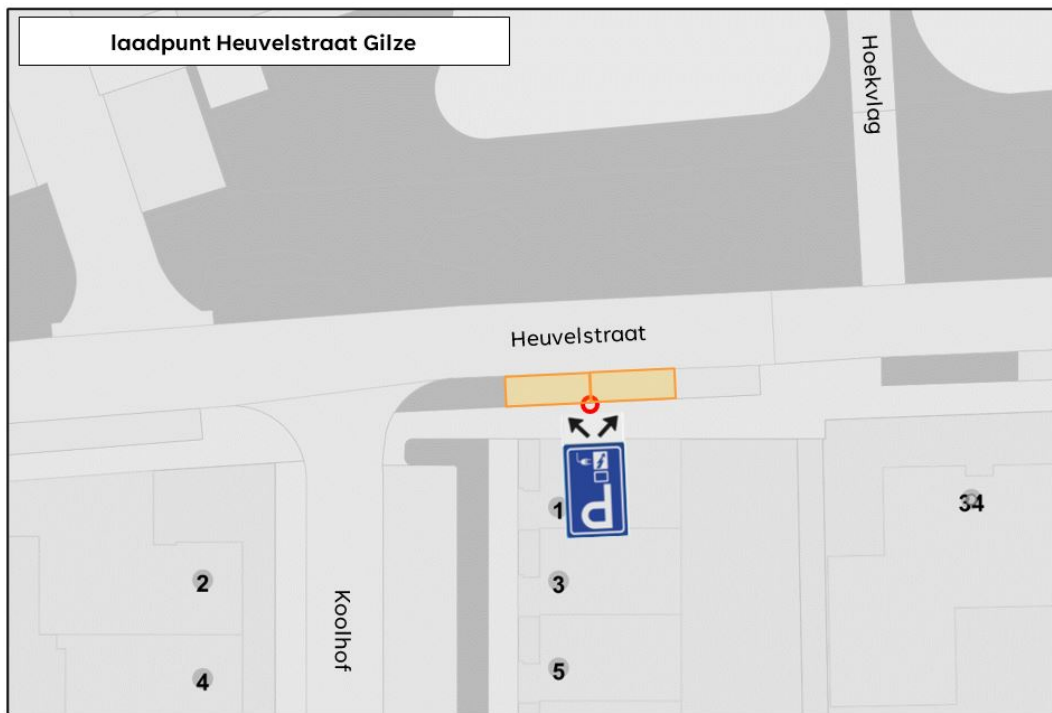 laadpunt Heuvelstraat Gilze
Hoekvlag
Heuvelstraat
P
1
34
3
2
Koolhof
5
4